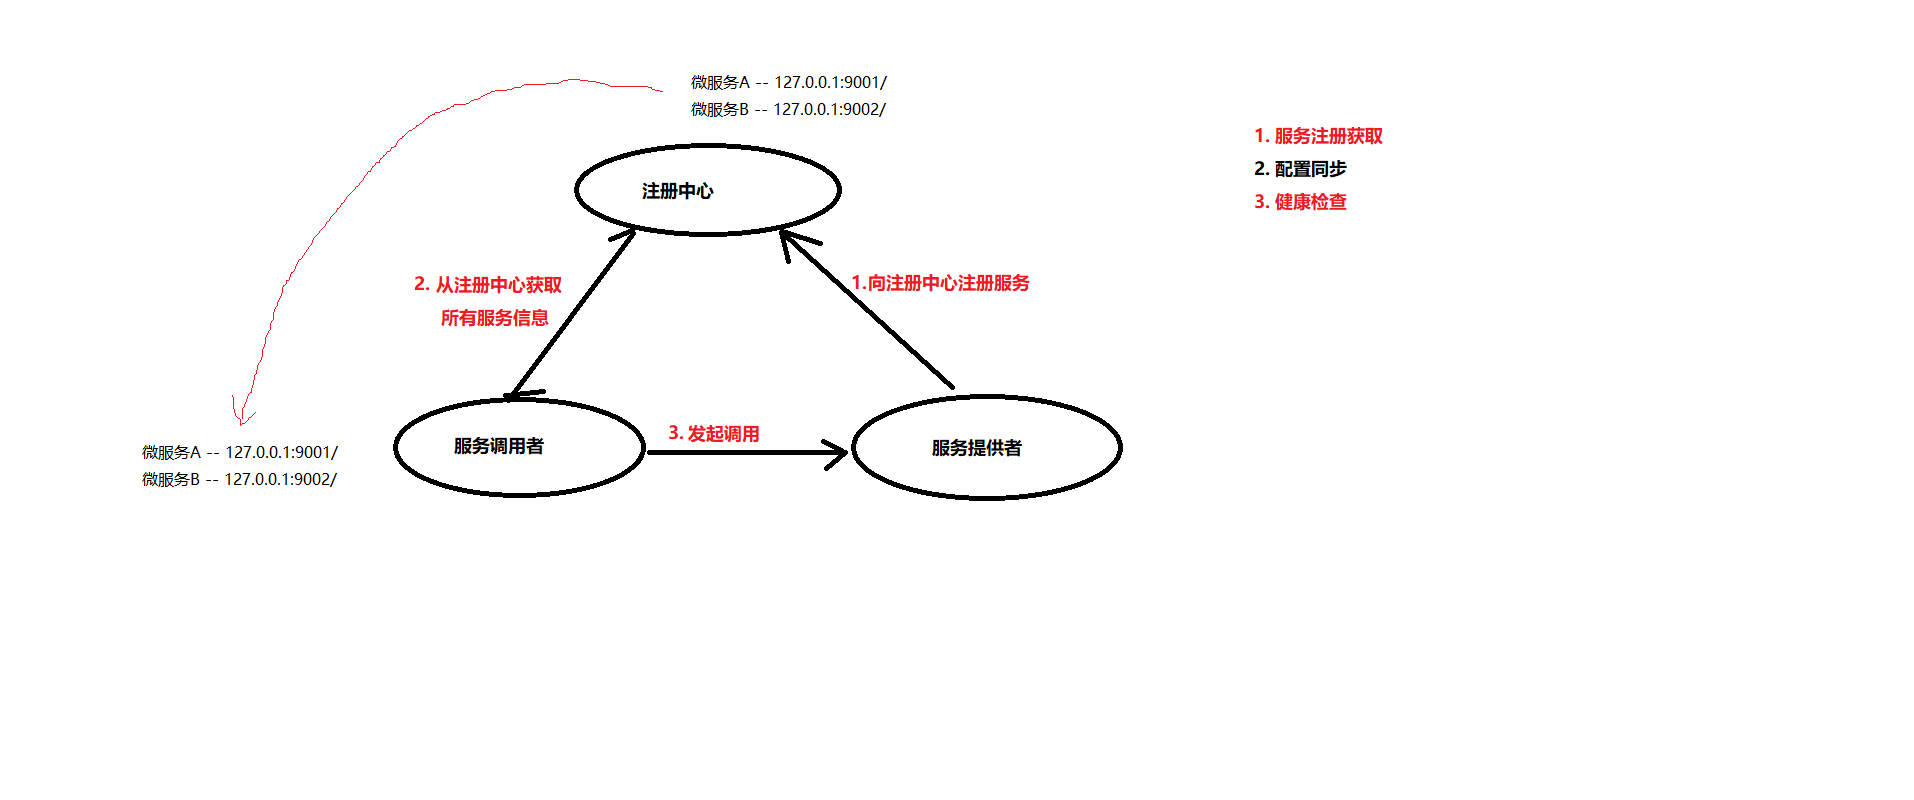 微服务A -- 127.0.0.1:9001/
微服务B -- 127.0.0.1:9002/
1. 服务注册获取
2. 配置同步
3. 健康检查
注册中心
2. 从注册中心获取
所有服务信息
1.向注册中心注册服务
微服务A -- 127.0.0.1:9001/
微服务B -- 127.0.0.1:9002/
服务调用者
3. 发起调用
服务提供者